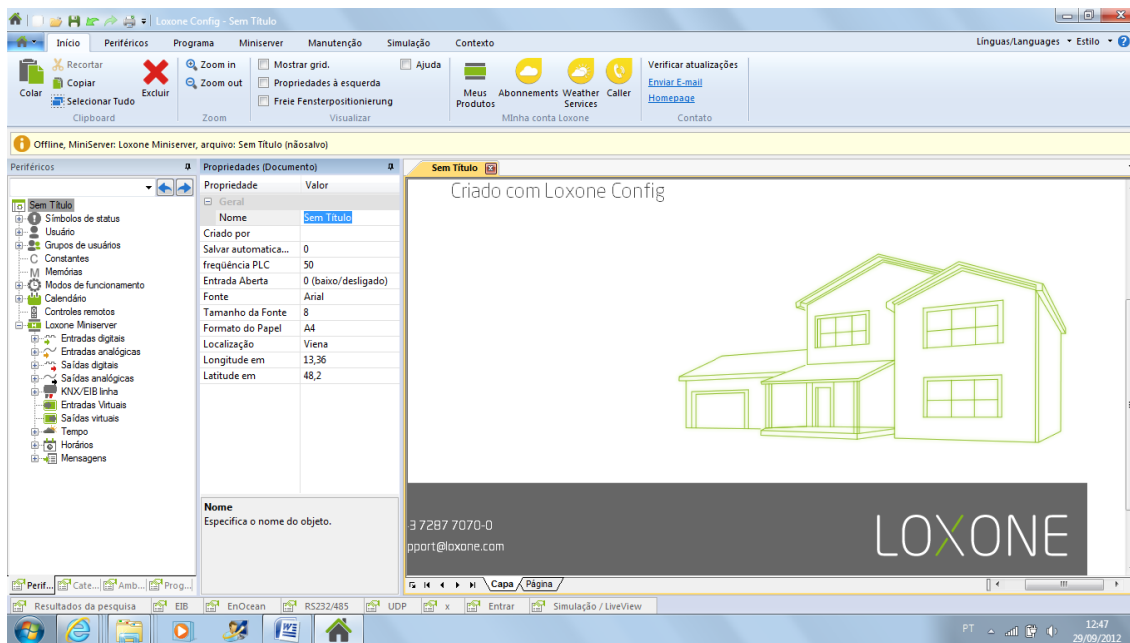 Loxone Config - Sem Título
Início Periféricos Programa Miniserver Manutenção Simulação Contexto Línguas/Languages Estilo
Colar
Recortar
Copiar
Selecionar Tudo
Excluir
Clipboard
Zoom in
Zoom out
Zoom
Mostrar grid.
Propriedades à esquerda
Freie Fensterpositionierung
Ajuda
Visualizar
Meus Produtos
Abonnements
Weather Services
Caller
MInha conta Loxone
Verificar atualizações
Enviar E-mail
Homepage
Contato
Offline, MiniServer: Loxone Miniserver, arquivo: Sem Título (nãosalvo)
Periféricos
Sem Título
Símbolos de status
Usuário
Grupos de usuários
Constantes
Memórias
Modos de funcionamento
Calendário
Controles remotos
Loxone Miniserver
Entradas digitais
Entradas analógicas
Saídas digitais
Saídas analógicas
KNX/EIB linha
Entradas Virtuais
Saídas virtuais
Tempo
Horários
Mensagens
Perif... Cate... Amb... Prog...
Propriedades (Documento)
Propriedade Valor
Geral
Nome Sem Título
Criado por
Salvar automatica... 0
freqüência PLC 50
Entrada Aberta 0 (baixo/desligado)
Fonte Arial
Tamanho da Fonte 8
Formato do Papel A4
Localização Viena
Longitude em 13,36
Latitude em 48,2
Nome
Especifica o nome do objeto.
Sem Título
Criado com Loxone Config
3 7287 7070-0
pport@loxone.com
LOXONE
Capa Página
Resultados da pesquisa EIB EnOcean RS232/485 UDP x Entrar Simulação / LiveView
PT
12:47
29/09/2012